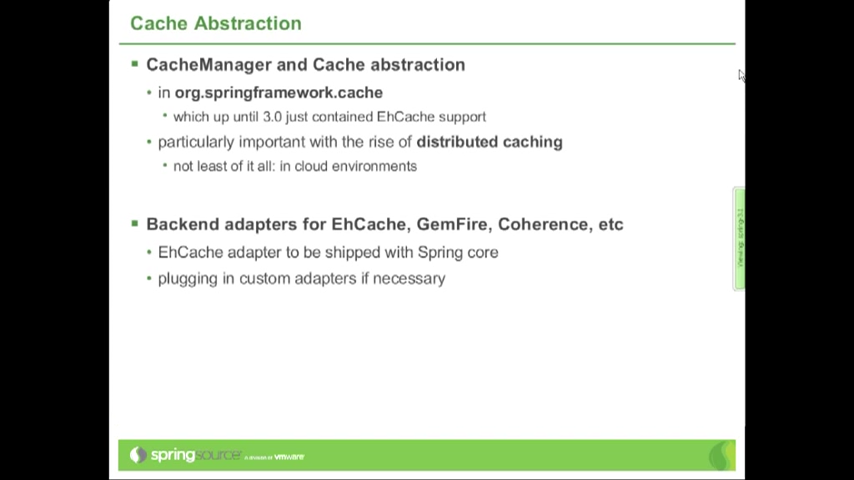 Cache Abstraction
CacheManager and Cache abstraction
in org.springframework.cache
which up until 3.0 just contained EhCache support
particularly important with the rise of distributed caching
not least of it all: in cloud environments
Backend adapters for EhCache, GemFire, Coherence, etc
EhCache adapter to be shipped with Spring core
plugging in custom adapters if necessary
springsource A DIVISION OF vmware